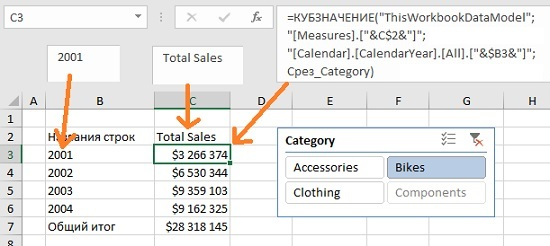 C3
=КУБЗНАЧЕНИЕ("ThisWorkbookDataModel";
"[Measures].["&C$2&"]";
"[Calendar].[CalendarYear].[All].["&$B3&"]";
Срез_Category)
2001
Total Sales
A B C D E F G H
1
2 Названия строк Total Sales
3 2001 $3 266 374
4 2002 $6 530 344
5 2003 $9 359 103
6 2004 $9 162 325
7 Общий итог $28 318 145
Category
Accessories Bikes
Clothing Components